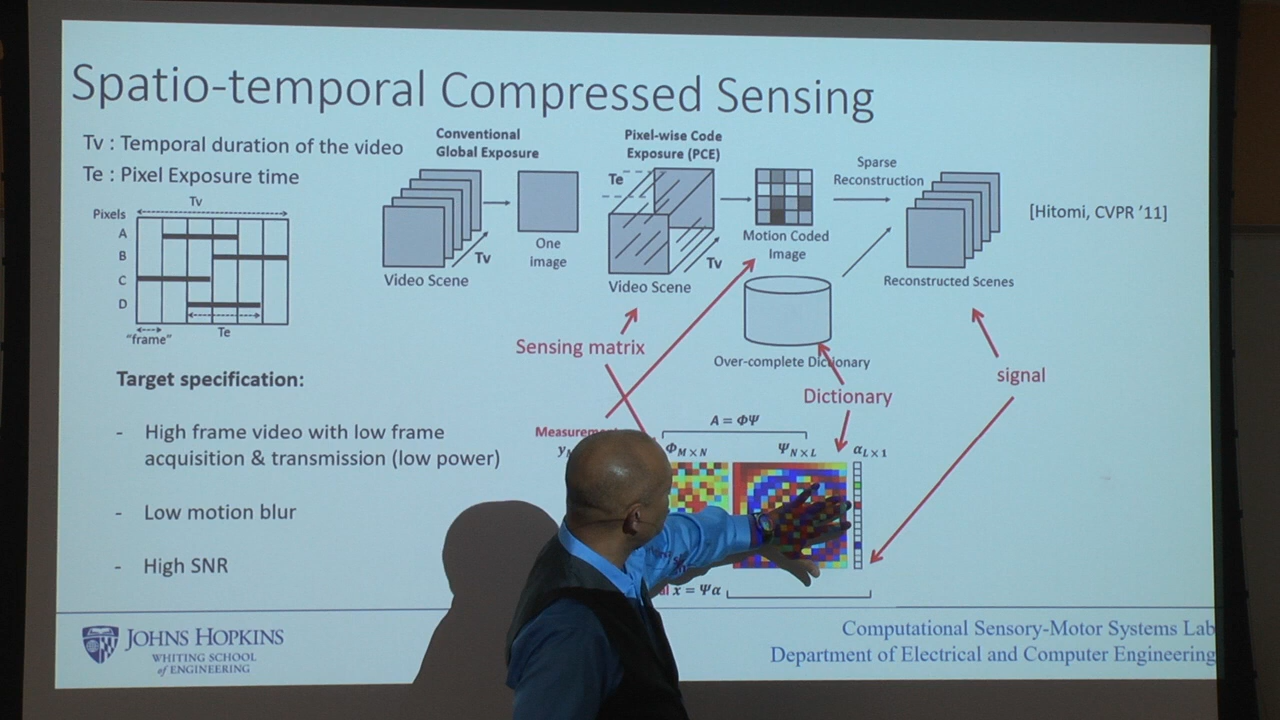 Spatio-temporal Compressed Sensing
Tv : Temporal duration of the video
Te : Pixel Exposure time
Pixels
Tv
A
B
C
D
"frame"
Te
Conventional
Global Exposure
Video Scene
Tv
One
image
Pixel-wise Code
Exposure (PCE)
Te
Tv
Video Scene
Motion Coded
Image
Sparse
Reconstruction
Reconstructed Scenes
[Hitomi, CVPR '11]
Over-complete Dictionary
Sensing matrix
Dictionary
signal
Target specification:
- High frame video with low frame
acquisition & transmission (low power)
- Low motion blur
- High SNR
A = ΦΨ
Φ M×N
Ψ N×L
α L×1
x = Ψα
JOHNS HOPKINS
WHITING SCHOOL
of ENGINEERING
Computational Sensory-Motor Systems Lab
Department of Electrical and Computer Engineering